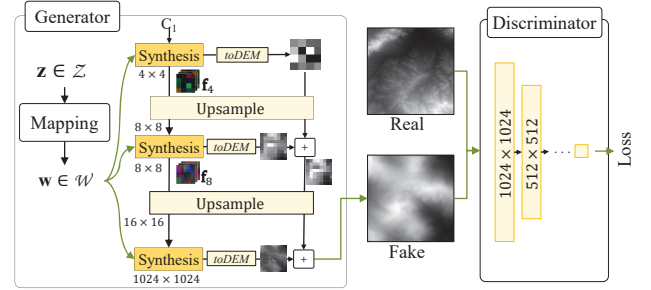 Generator
C₁
z ∈ Z
Mapping
w ∈ W
Synthesis
toDEM
4 × 4
f₄
Upsample
8 × 8
Synthesis
toDEM
+
8 × 8
f₈
Upsample
16 × 16
Synthesis
toDEM
+
1024 × 1024
Real
Fake
Discriminator
1024 × 1024
512 × 512
...
Loss